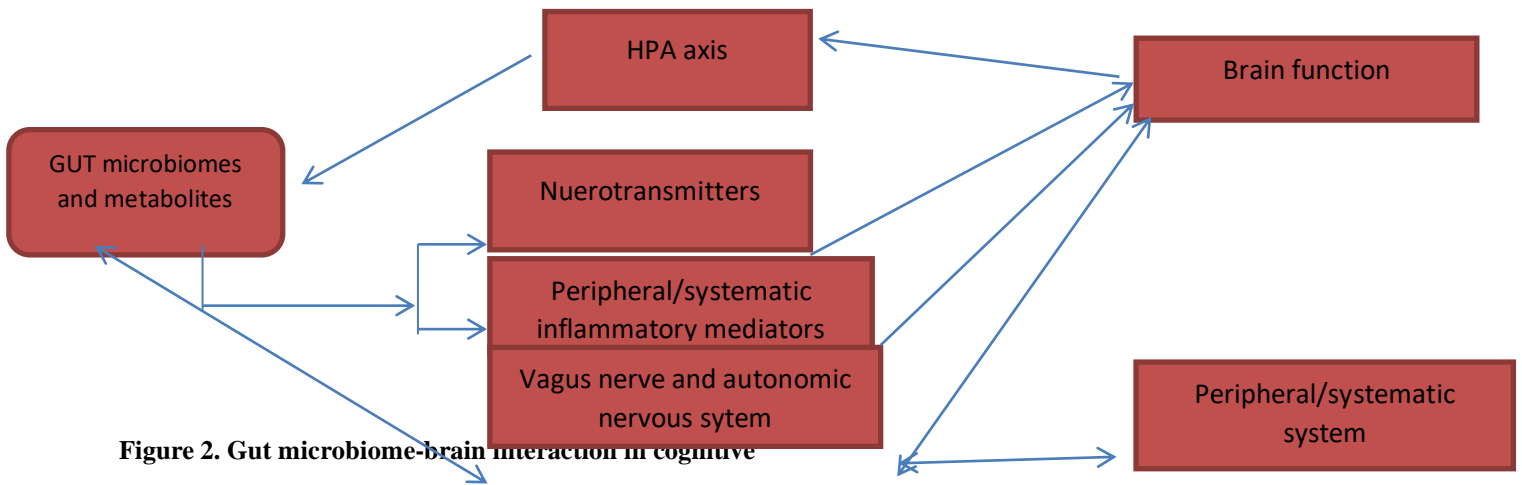 HPA axis
Brain function
GUT microbiomes
and metabolites
Nuerotransmitters
Peripheral/systematic
inflammatory mediators
Vagus nerve and autonomic
nervous sytem
Peripheral/systematic
system
Figure 2. Gut microbiome-brain interaction in cognitive